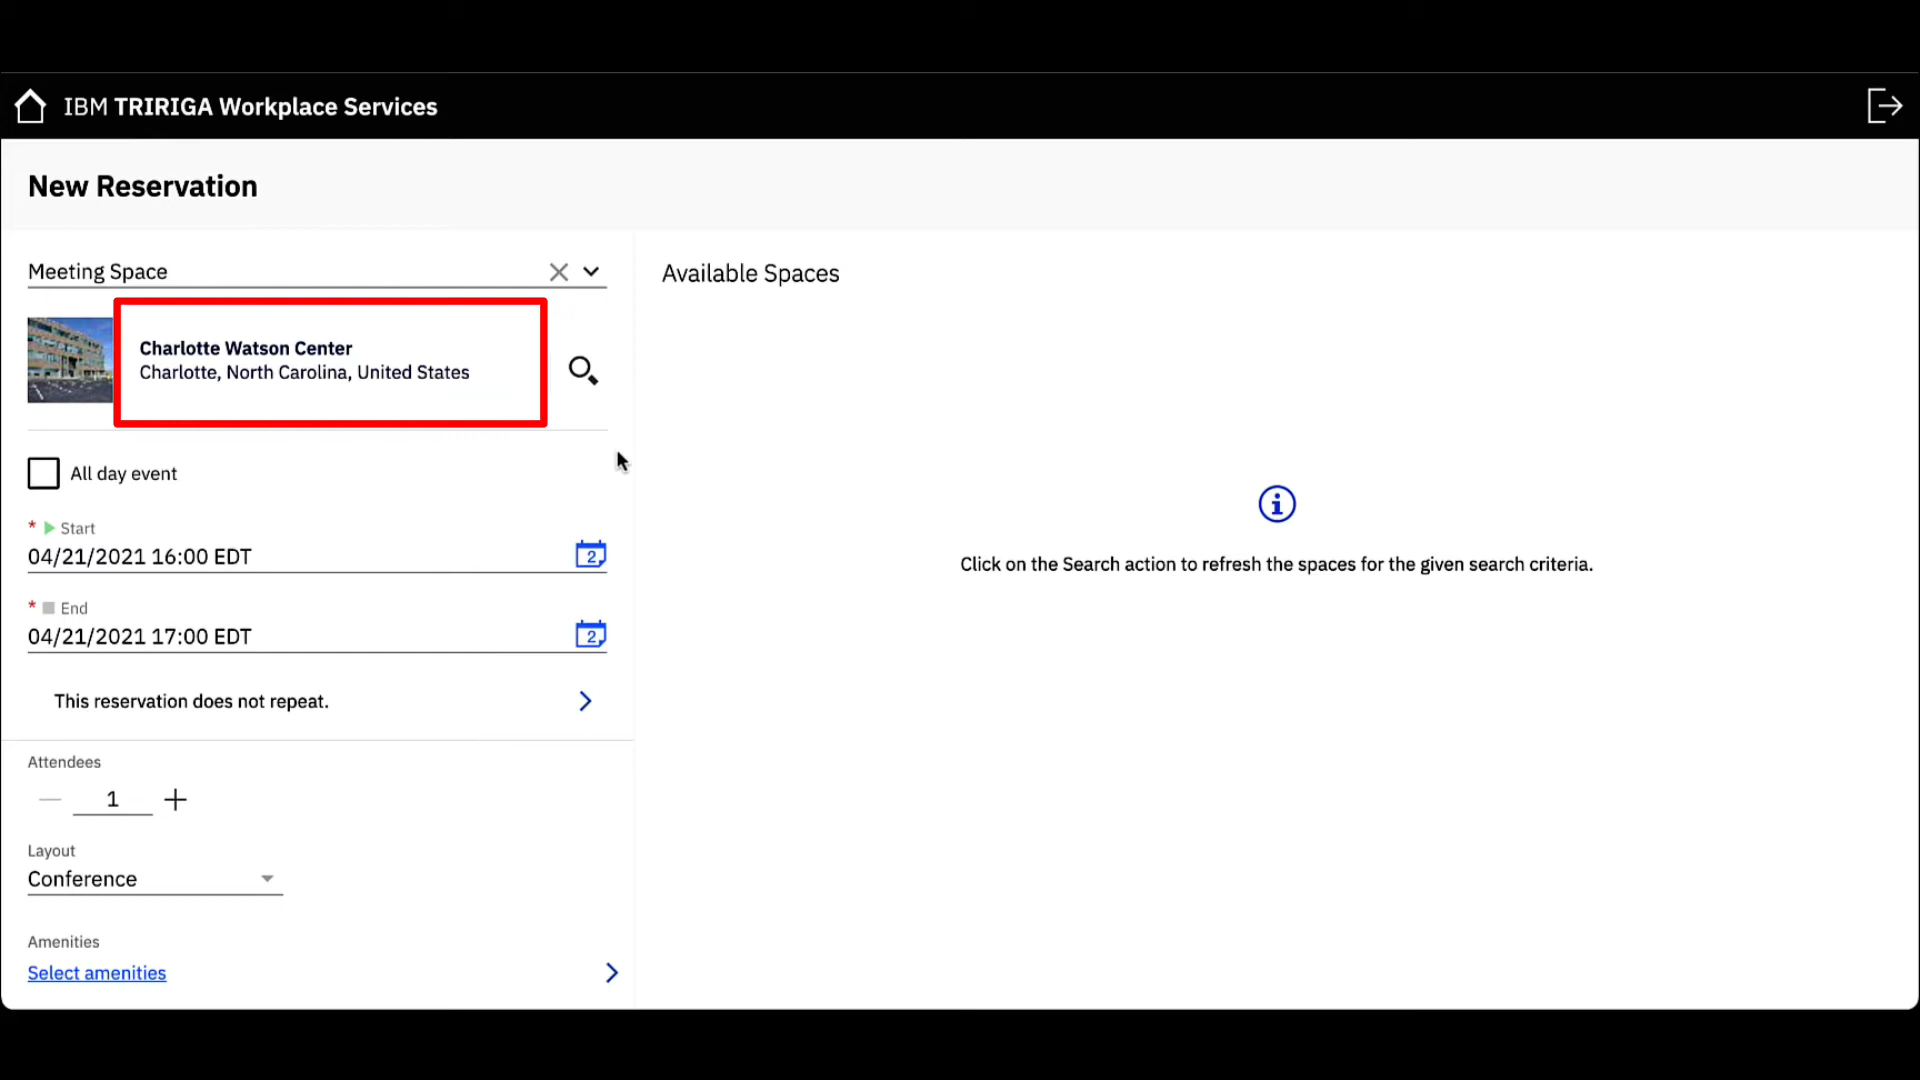 IBM TRIRIGA Workplace Services
New Reservation
Meeting Space
Charlotte Watson Center
Charlotte, North Carolina, United States
All day event
* Start
04/21/2021 16:00 EDT
2
* End
04/21/2021 17:00 EDT
2
This reservation does not repeat.
Attendees
1
Layout
Conference
Amenities
Select amenities
Available Spaces
Click on the Search action to refresh the spaces for the given search criteria.